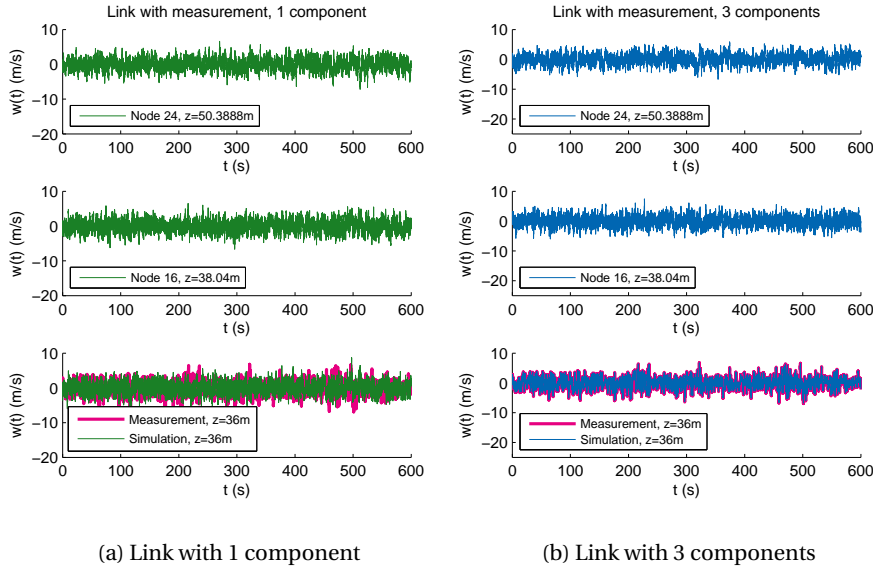 Link with measurement, 1 component
10
0
−10
−20
w(t) (m/s)
Node 24, z=50.3888m
0 100 200 300 400 500 600
t (s)
10
0
−10
−20
w(t) (m/s)
Node 16, z=38.04m
0 100 200 300 400 500 600
t (s)
10
0
−10
−20
w(t) (m/s)
Measurement, z=36m
Simulation, z=36m
0 100 200 300 400 500 600
t (s)
(a) Link with 1 component
Link with measurement, 3 components
10
0
−10
−20
w(t) (m/s)
Node 24, z=50.3888m
0 100 200 300 400 500 600
t (s)
10
0
−10
−20
w(t) (m/s)
Node 16, z=38.04m
0 100 200 300 400 500 600
t (s)
10
0
−10
−20
w(t) (m/s)
Measurement, z=36m
Simulation, z=36m
0 100 200 300 400 500 600
t (s)
(b) Link with 3 components